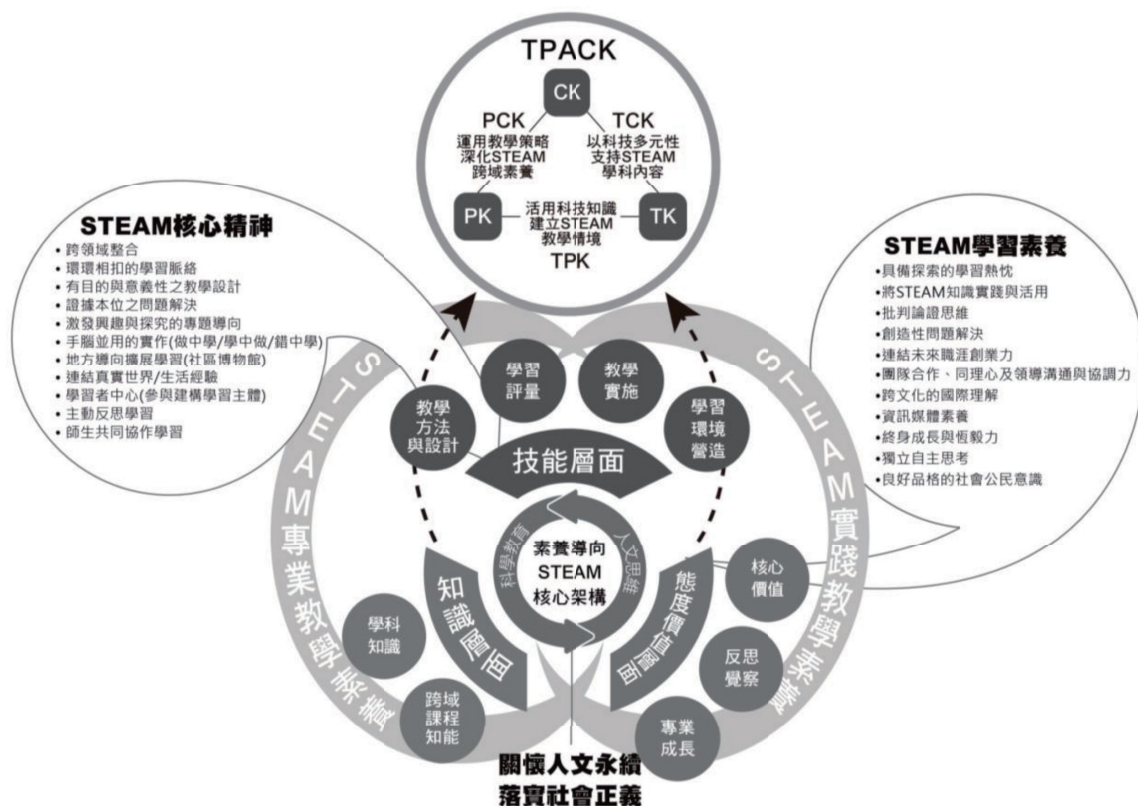 TPACK
CK
PCK
運用教學策略
深化STEAM
跨域素養
TCK
以科技多元性
支持STEAM
學科內容
PK
活用科技知識
建立STEAM
教學情境
TPK
TK
STEAM核心精神
• 跨領域整合
• 環環相扣的學習脈絡
• 有目的與意義性之教學設計
• 證據本位之問題解決
• 激發興趣與探究的專題導向
• 手腦並用的實作(做中學/學中做/錯中學)
• 地方導向擴展學習(社區博物館)
• 連結真實世界/生活經驗
• 學習者中心(參與建構學習主體)
• 主動反思學習
• 師生共同協作學習
STEAM學習素養
•具備探索的學習熱忱
•將STEAM知識實踐與活用
•批判論證思維
•創造性問題解決
•連結未來職涯創業力
•團隊合作、同理心及領導溝通與協調力
•跨文化的國際理解
•資訊媒體素養
•終身成長與恆毅力
•獨立自主思考
•良好品格的社會公民意識
STEAM專業教學素養
STEAM實踐教學素養
教學
方法
與設計
學習
評量
教學
實施
學習
環境
營造
技能層面
科學教育
人文思維
素養導向
STEAM
核心架構
知識層面
態度價值層面
學科
知識
跨域
課程
知能
核心
價值
反思
覺察
專業
成長
關懷人文永續
落實社會正義